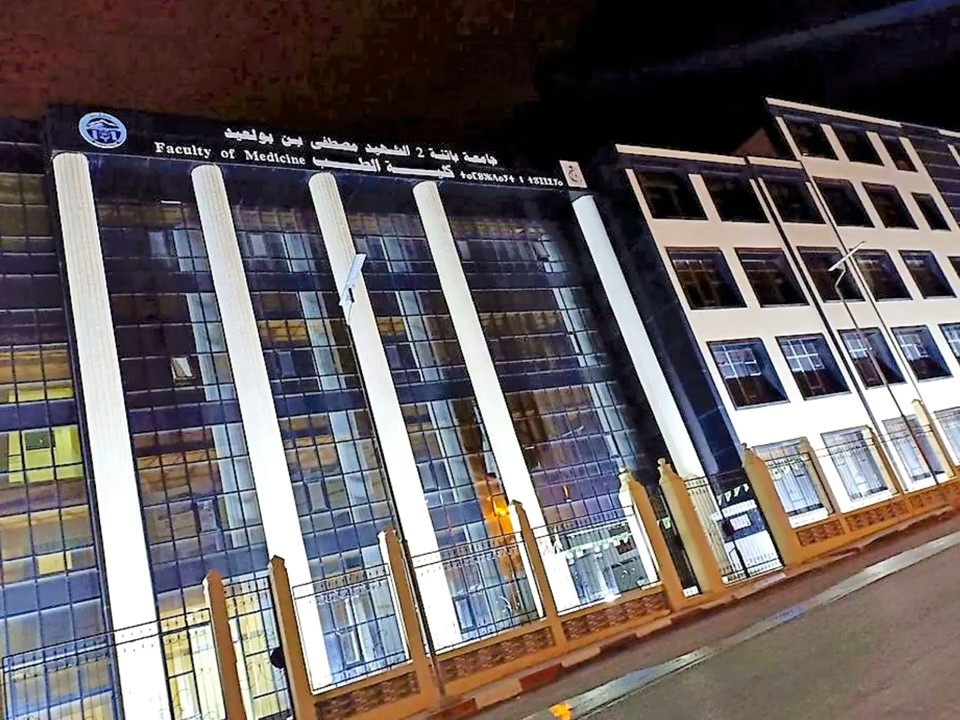 جامعة باتنة 2 الشهيد مصطفى بن بولعيد
Faculty of Medicine كلية الطب